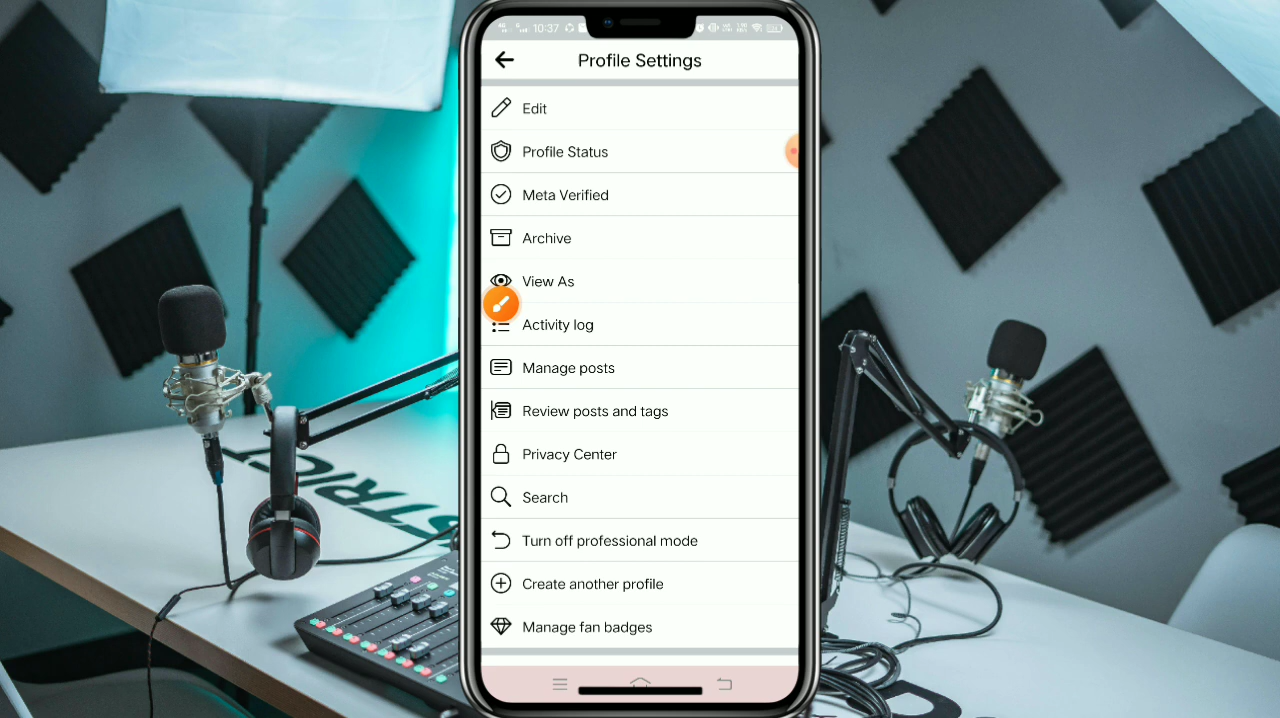 10:37
Profile Settings
Edit
Profile Status
Meta Verified
Archive
View As
Activity log
Manage posts
Review posts and tags
Privacy Center
Search
Turn off professional mode
Create another profile
Manage fan badges